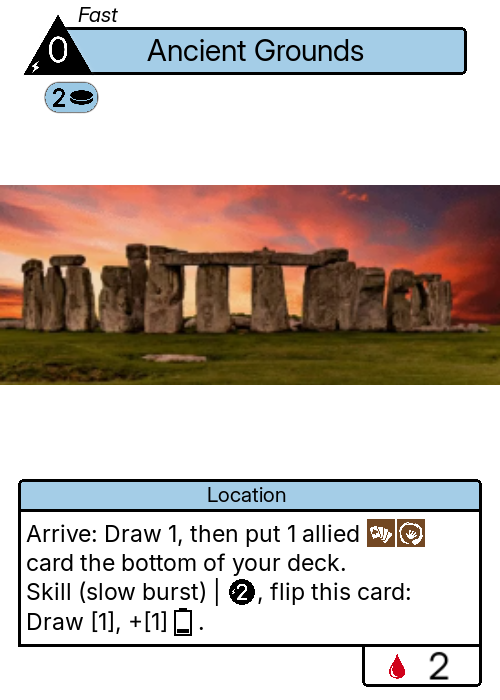 Fast
0
Ancient Grounds
2
Location
Arrive: Draw 1, then put 1 allied
card the bottom of your deck.
Skill (slow burst) | 2, flip this card:
Draw [1], +[1] .
2